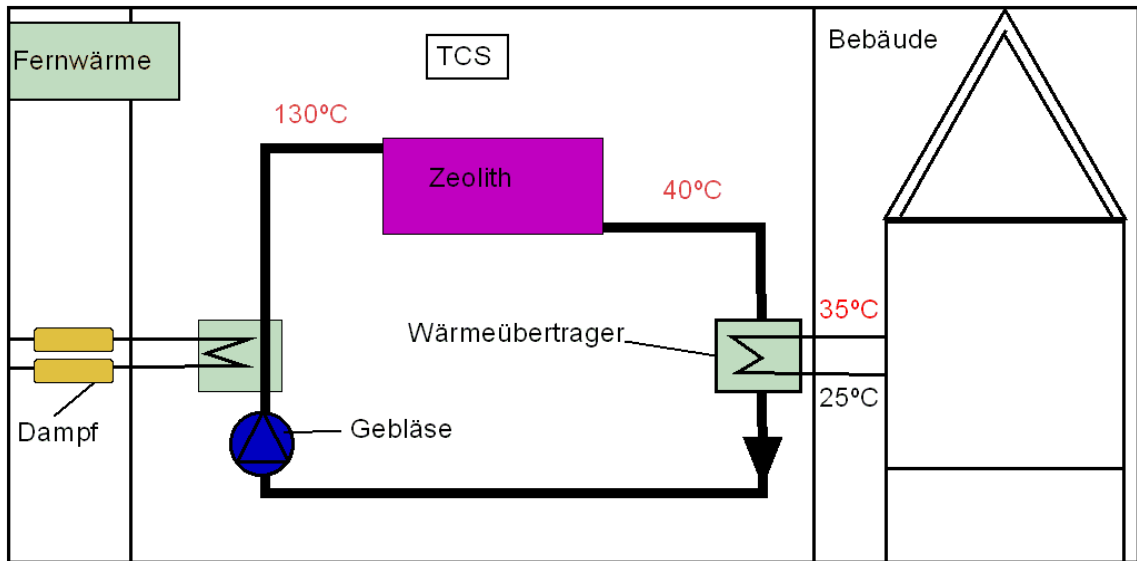 Fernwärme
TCS
Bebäude
130ºC
Zeolith
40ºC
35ºC
Wärmeübertrager
25ºC
Dampf
Gebläse